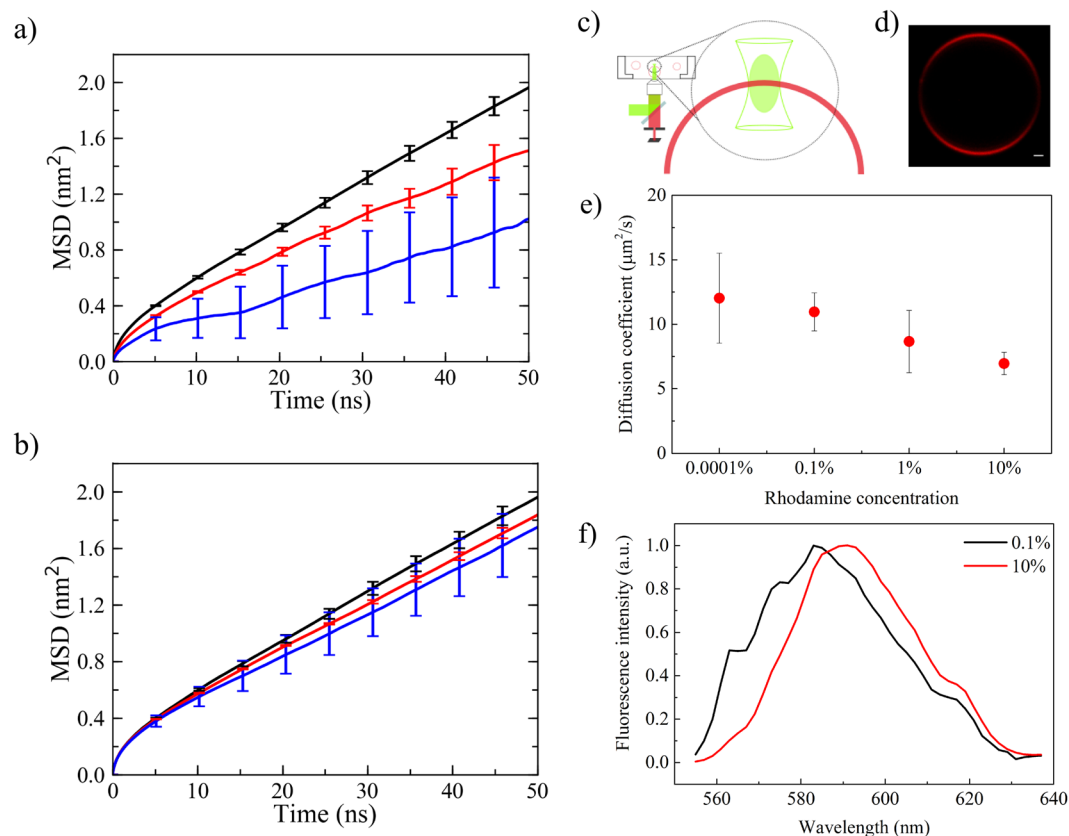 a)
MSD (nm²)
2.0
1.6
1.2
0.8
0.4
0.0
0 10 20 30 40 50
Time (ns)
b)
MSD (nm²)
2.0
1.6
1.2
0.8
0.4
0.0
0 10 20 30 40 50
Time (ns)
c)
d)
e)
Diffusion coefficient (μm²/s)
20
15
10
5
0
0.0001% 0.1% 1% 10%
Rhodamine concentration
f)
Fluorescence intensity (a.u.)
1.0
0.8
0.6
0.4
0.2
0.0
0.1%
10%
560 580 600 620 640
Wavelength (nm)